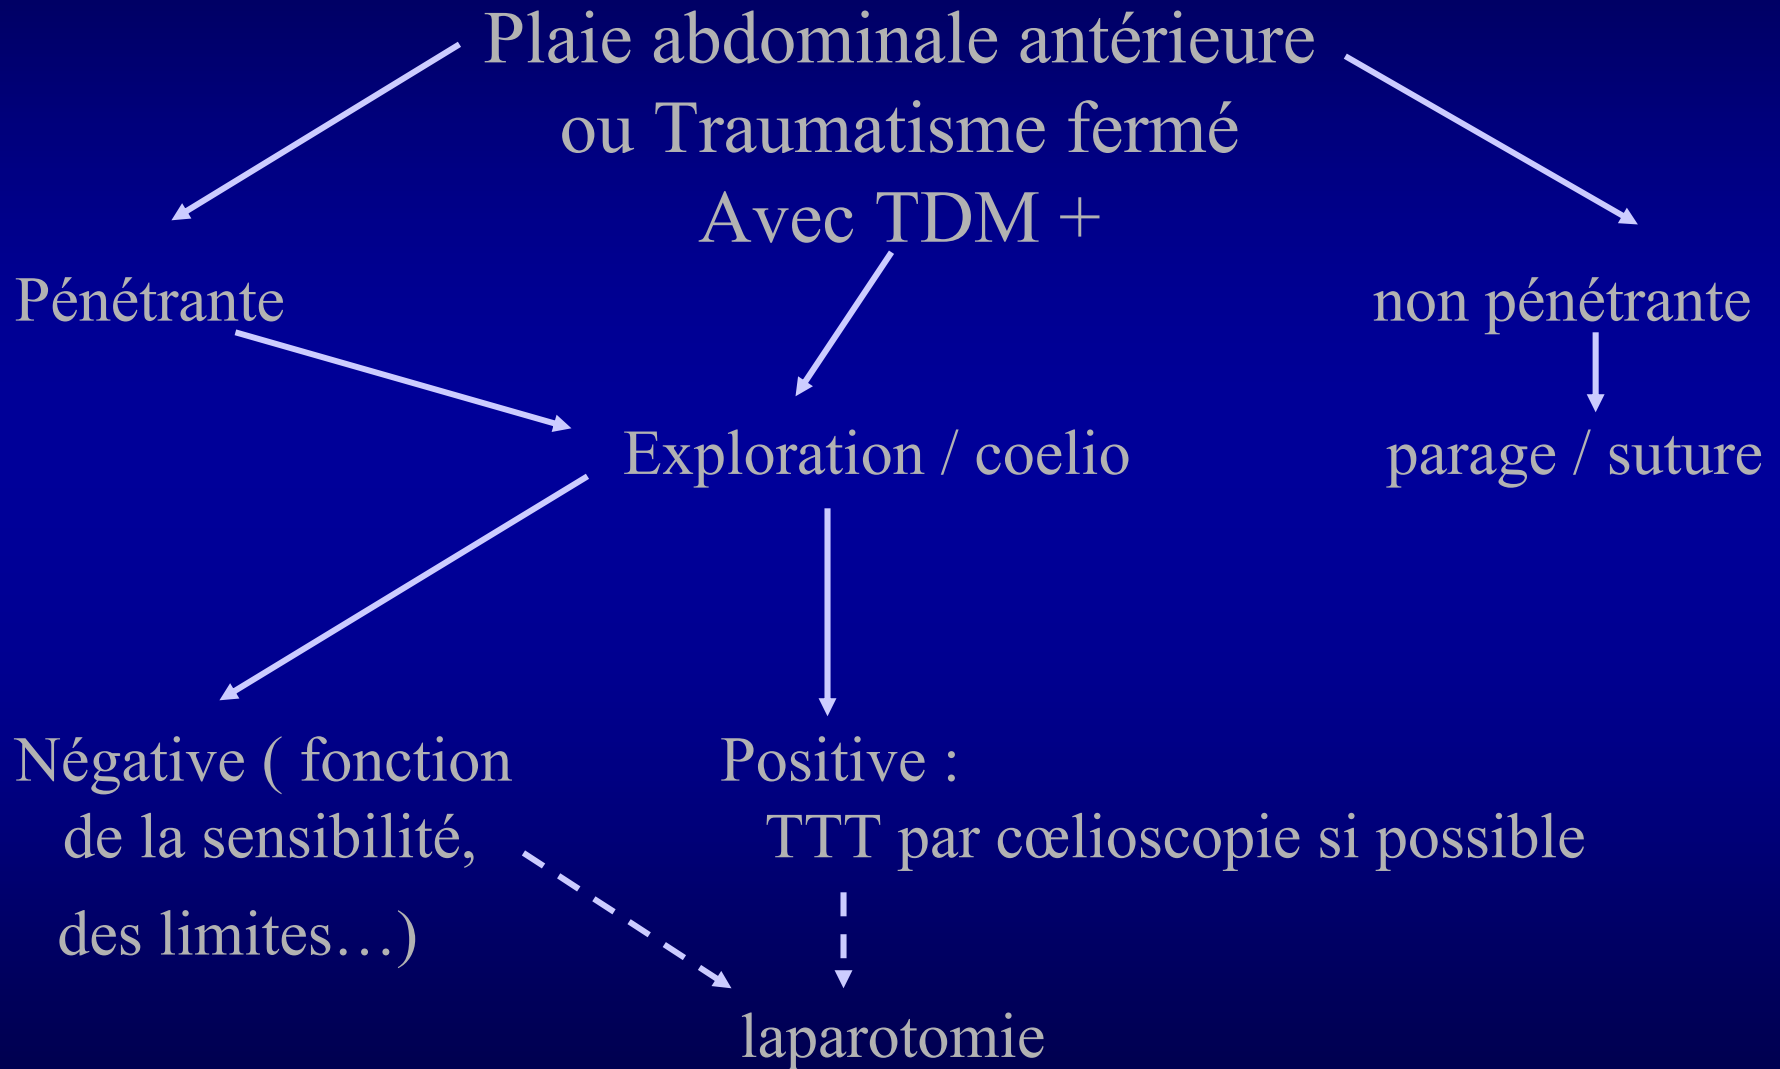 Plaie abdominale antérieure
ou Traumatisme fermé
Avec TDM +
Pénétrante
non pénétrante
Exploration / coelio
parage / suture
Négative ( fonction
de la sensibilité,
des limites…)
Positive :
TTT par cœlioscopie si possible
laparotomie